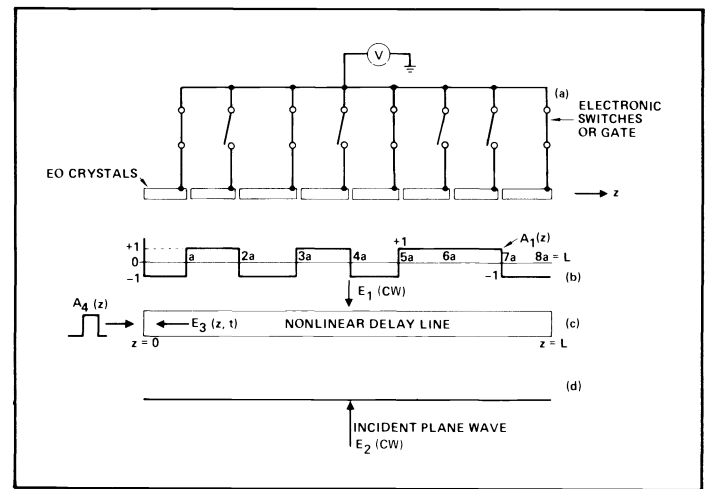 V
(a)
ELECTRONIC
SWITCHES
OR GATE
EO CRYSTALS
z
+1
0
−1
a
2a
3a
4a
+1
5a
6a
−1
7a
8a = L
A₁(z)
(b)
E₁ (CW)
A₄ (z)
E₃ (z, t)
NONLINEAR DELAY LINE
(c)
z = 0
z = L
(d)
INCIDENT PLANE WAVE
E₂ (CW)